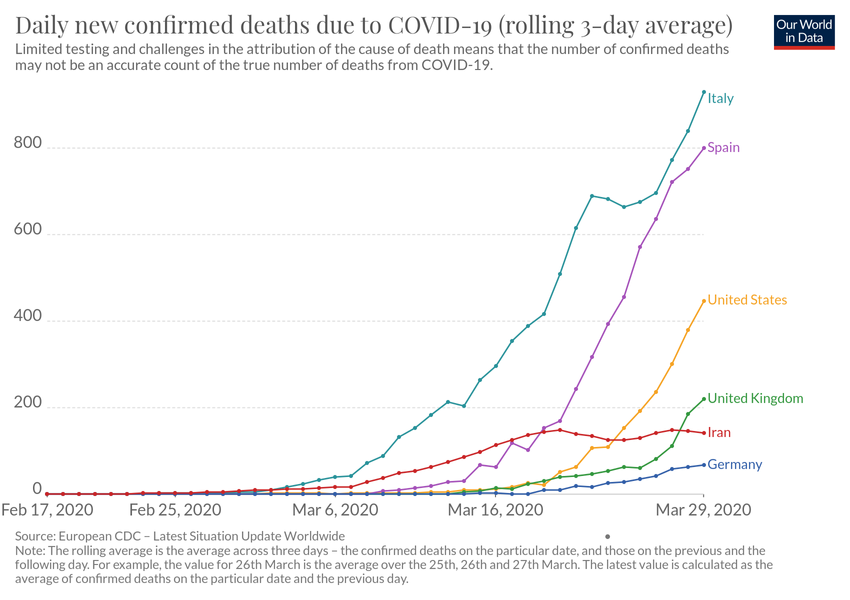 Daily new confirmed deaths due to COVID-19 (rolling 3-day average)
Our World
in Data
Limited testing and challenges in the attribution of the cause of death means that the number of confirmed deaths
may not be an accurate count of the true number of deaths from COVID-19.
Italy
800
Spain
600
400
United States
200
United Kingdom
Iran
Germany
0
Feb 17, 2020
Feb 25, 2020
Mar 6, 2020
Mar 16, 2020
Mar 29, 2020
Source: European CDC – Latest Situation Update Worldwide
Note: The rolling average is the average across three days – the confirmed deaths on the particular date, and those on the previous and the
following day. For example, the value for 26th March is the average over the 25th, 26th and 27th March. The latest value is calculated as the
average of confirmed deaths on the particular date and the previous day.